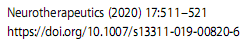 Neurotherapeutics (2020) 17:511–521
https://doi.org/10.1007/s13311-019-00820-6